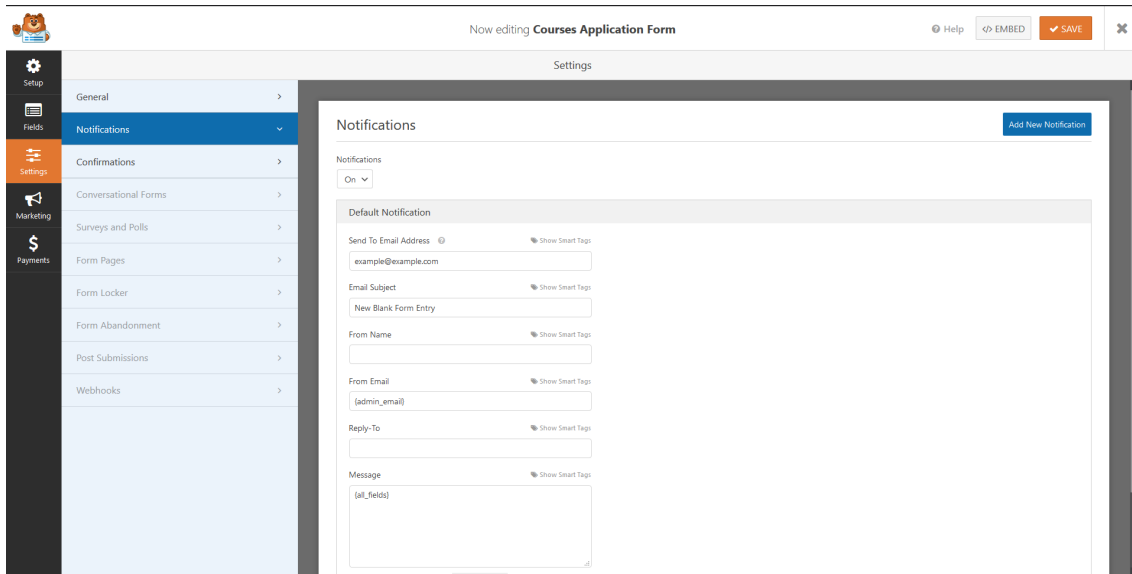 Now editing Courses Application Form
Help
</> EMBED
SAVE
Settings
Setup
Fields
Settings
Marketing
Payments
General
Notifications
Confirmations
Conversational Forms
Surveys and Polls
Form Pages
Form Locker
Form Abandonment
Post Submissions
Webhooks
Notifications
Add New Notification
Notifications
On
Default Notification
Send To Email Address
Show Smart Tags
example@example.com
Email Subject
Show Smart Tags
New Blank Form Entry
From Name
Show Smart Tags
From Email
Show Smart Tags
{admin_email}
Reply-To
Show Smart Tags
Message
Show Smart Tags
{all_fields}